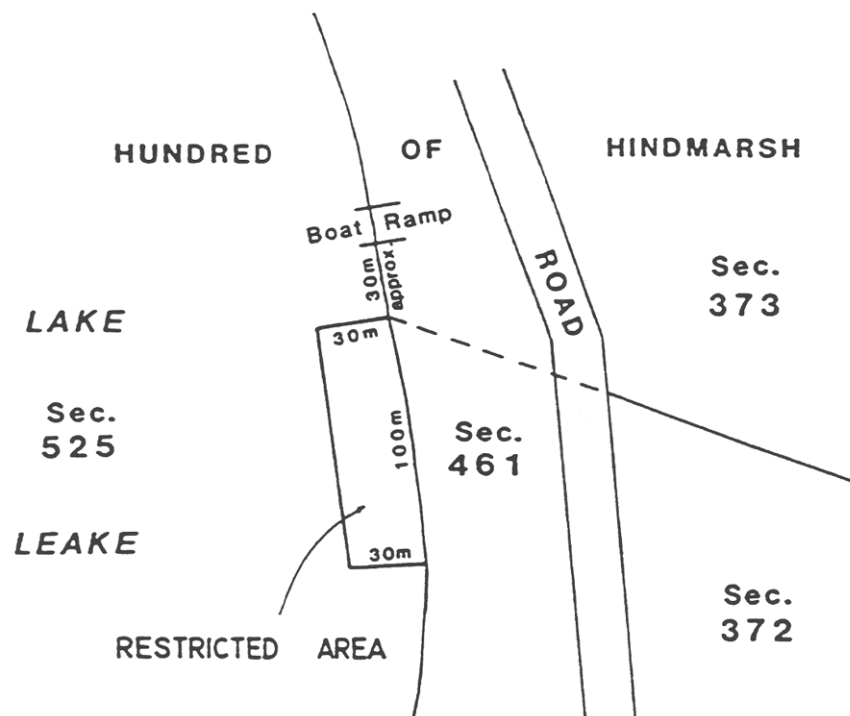 HUNDRED OF HINDMARSH
Boat Ramp
30m
approx.
ROAD
Sec.
373
LAKE
30m
Sec.
525
100m
Sec.
461
LEAKE
30m
Sec.
372
RESTRICTED AREA